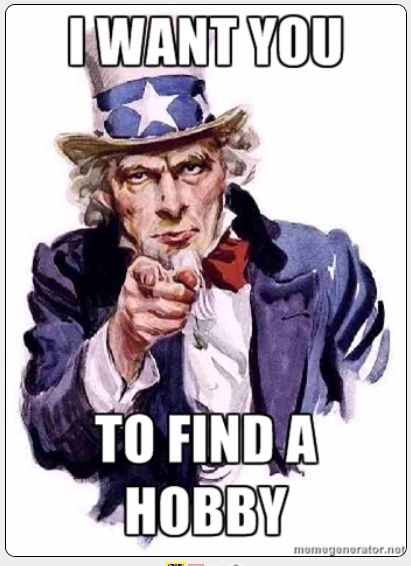 I WANT YOU
TO FIND A
HOBBY
memegenerator.net